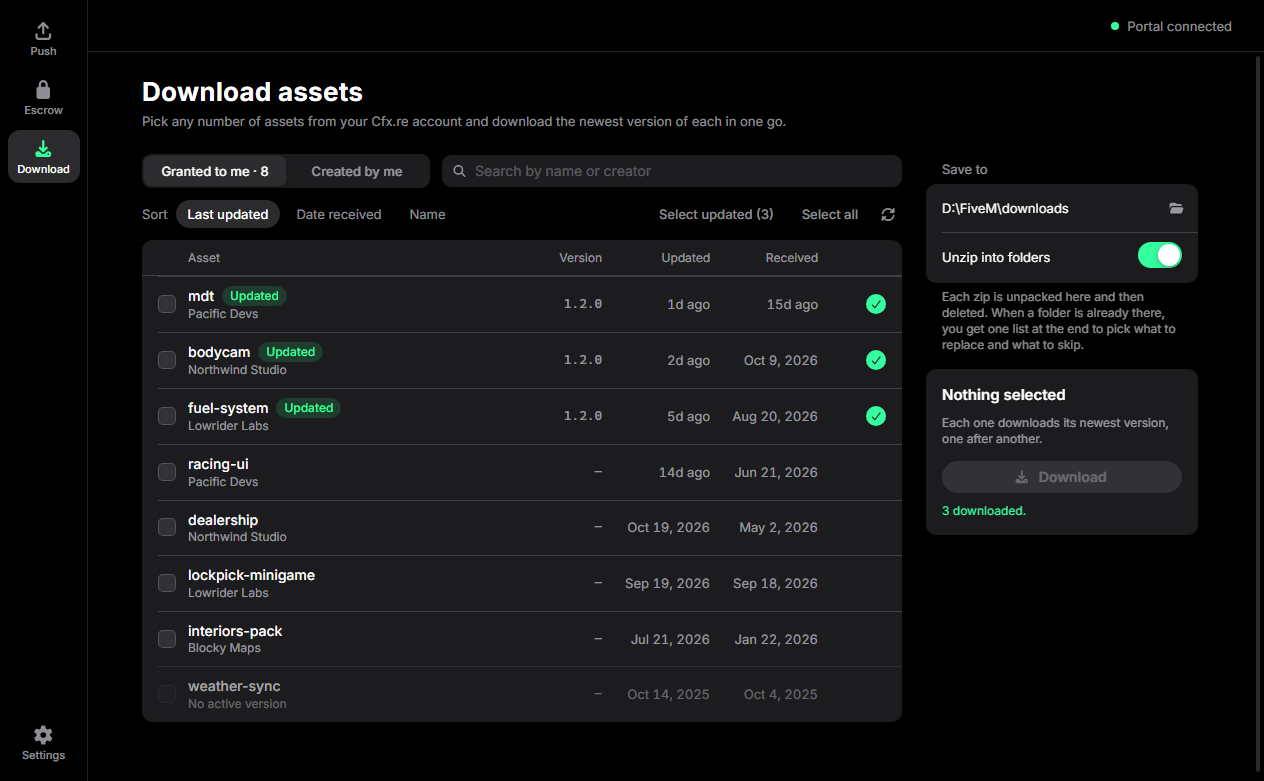 Push
Escrow
Download
Settings
Portal connected
Download assets
Pick any number of assets from your Cfx.re account and download the newest version of each in one go.
Granted to me · 8
Created by me
Search by name or creator
Sort
Last updated
Date received
Name
Select updated (3)
Select all
Asset Version Updated Received
mdt Updated
Pacific Devs
1.2.0 1d ago 15d ago
bodycam Updated
Northwind Studio
1.2.0 2d ago Oct 9, 2026
fuel-system Updated
Lowrider Labs
1.2.0 5d ago Aug 20, 2026
racing-ui
Pacific Devs
– 14d ago Jun 21, 2026
dealership
Northwind Studio
– Oct 19, 2026 May 2, 2026
lockpick-minigame
Lowrider Labs
– Sep 19, 2026 Sep 18, 2026
interiors-pack
Blocky Maps
– Jul 21, 2026 Jan 22, 2026
weather-sync
No active version
– Oct 14, 2025 Oct 4, 2025
Save to
D:\FiveM\downloads
Unzip into folders
Each zip is unpacked here and then
deleted. When a folder is already there,
you get one list at the end to pick what to
replace and what to skip.
Nothing selected
Each one downloads its newest version,
one after another.
Download
3 downloaded.